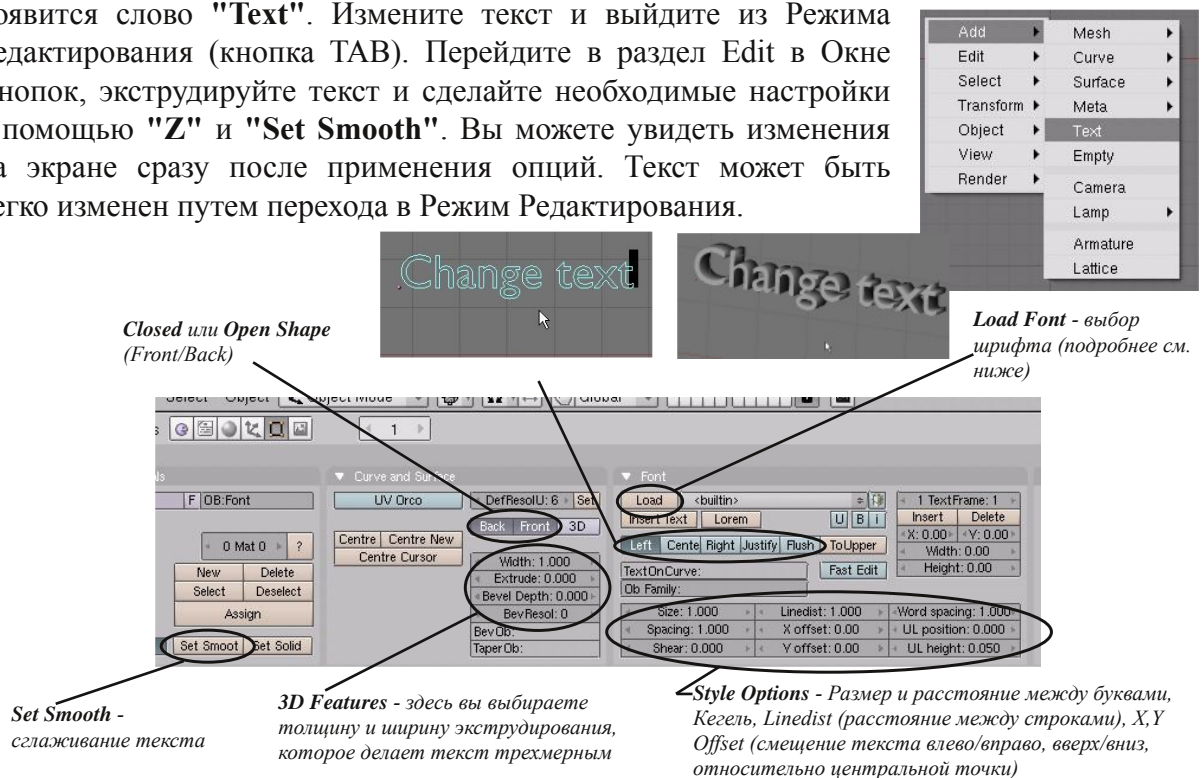 оявится слово "Text". Измените текст и выйдите из Режима
едактирования (кнопка TAB). Перейдите в раздел Edit в Окне
нопок, экструдируйте текст и сделайте необходимые настройки
помощью "Z" и "Set Smooth". Вы можете увидеть изменения
а экране сразу после применения опций. Текст может быть
егко изменен путем перехода в Режим Редактирования.
Add
Edit
Select
Transform
Object
View
Render
Mesh
Curve
Surface
Meta
Text
Empty
Camera
Lamp
Armature
Lattice
Change text
Change text
Closed или Open Shape
(Front/Back)
Load Font - выбор
шрифта (подробнее см.
ниже)
Select Object Object Mode Global
1
Curve and Surface
Font
F OB:Font
UV Orco
DefResolU: 6 Set
Load <builtin>
1 TextFrame: 1
Back Front 3D
Insert Text Lorem U B i
Insert Delete
0 Mat 0 ?
Centre Centre New
Centre Cursor
Left Cente Right Justify Flush ToUpper
X: 0.00 Y: 0.00
Width: 0.00
Height: 0.00
New Delete
Select Deselect
Assign
Set Smoot Set Solid
Width: 1.000
Extrude: 0.000
Bevel Depth: 0.000
BevResol: 0
BevOb:
TaperOb:
TextOnCurve: Fast Edit
Ob Family:
Size: 1.000 Linedist: 1.000 Word spacing: 1.000
Spacing: 1.000 X offset: 0.00 UL position: 0.000
Shear: 0.000 Y offset: 0.00 UL height: 0.050
Set Smooth -
сглаживание текста
3D Features - здесь вы выбираете
толщину и ширину экструдирования,
которое делает текст трехмерным
Style Options - Размер и расстояние между буквами,
Кегель, Linedist (расстояние между строками), X,Y
Offset (смещение текста влево/вправо, вверх/вниз,
относительно центральной точки)